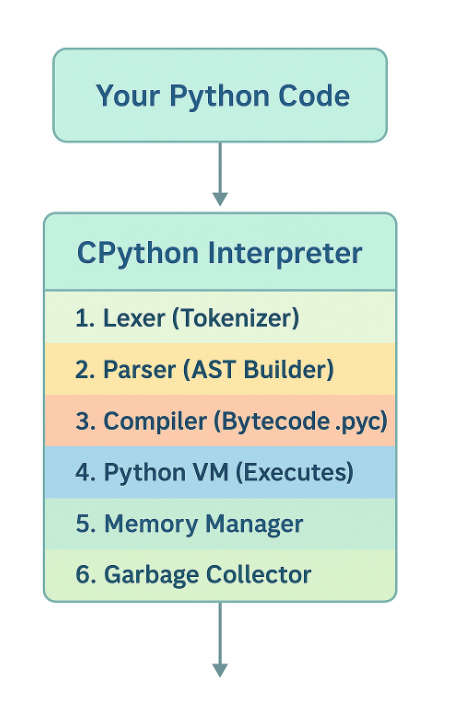 Your Python Code
CPython Interpreter
1. Lexer (Tokenizer)
2. Parser (AST Builder)
3. Compiler (Bytecode .pyc)
4. Python VM (Executes)
5. Memory Manager
6. Garbage Collector